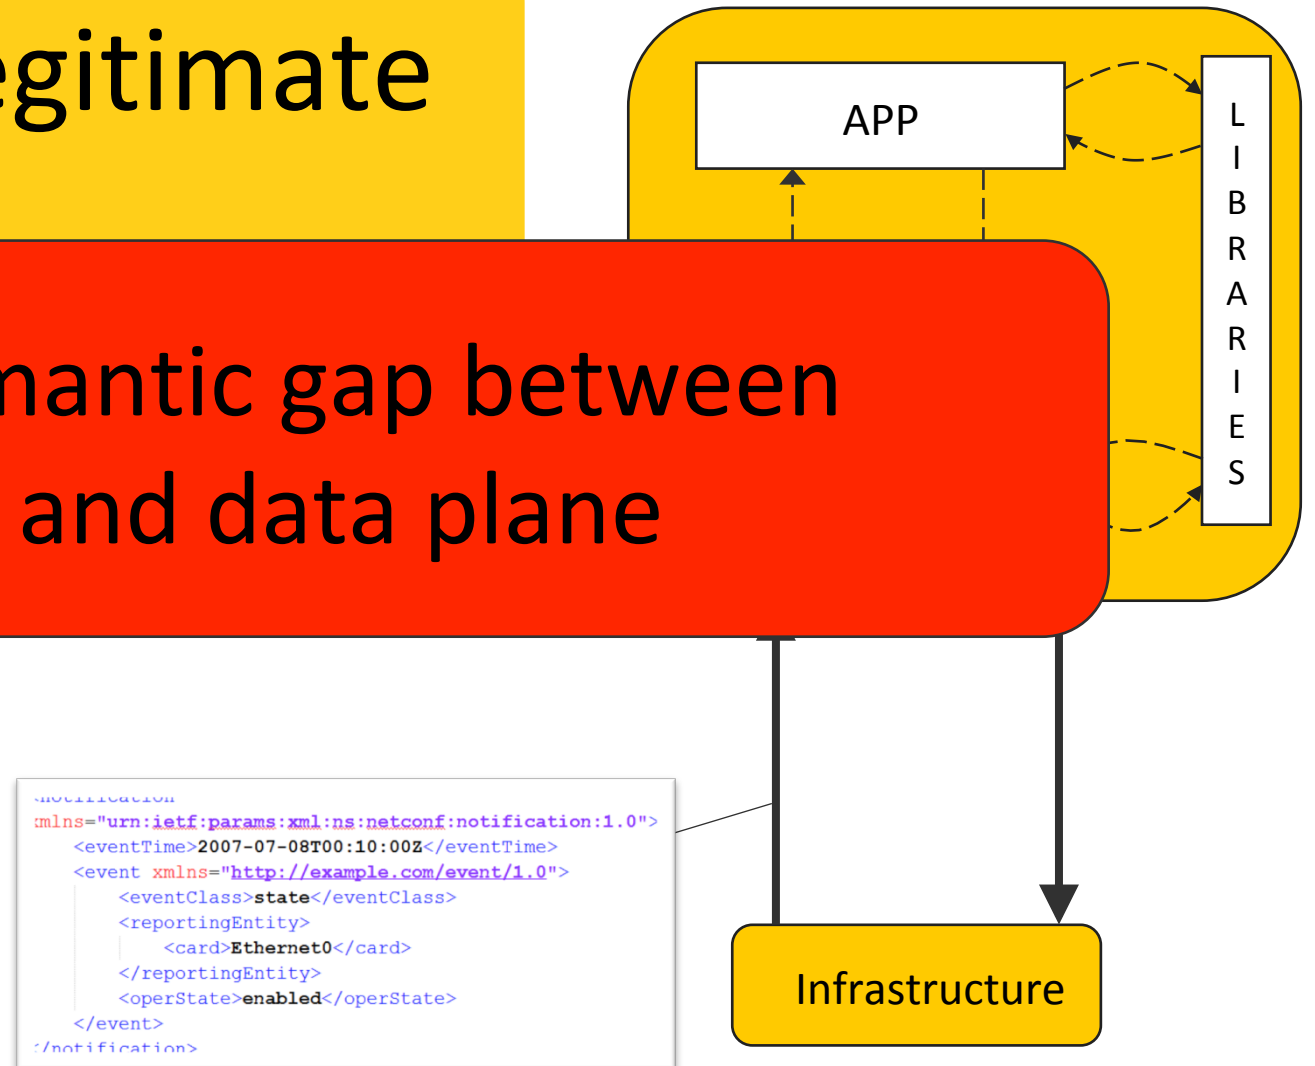 egitimate
APP
L
I
B
R
A
R
I
E
S
mantic gap between
and data plane
<notification
xmlns="urn:ietf:params:xml:ns:netconf:notification:1.0">
<eventTime>2007-07-08T00:10:00Z</eventTime>
<event xmlns="http://example.com/event/1.0">
<eventClass>state</eventClass>
<reportingEntity>
<card>Ethernet0</card>
</reportingEntity>
<operState>enabled</operState>
</event>
</notification>
Infrastructure